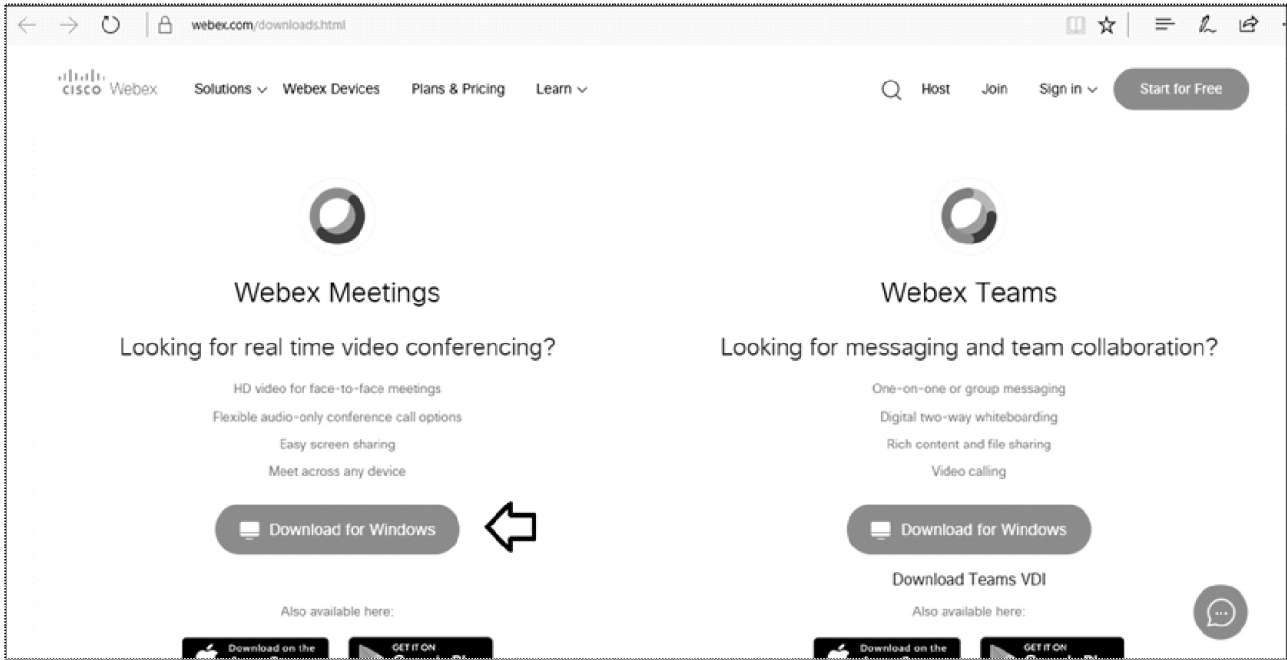 webex.com/downloads.html
CISCO Webex Solutions Webex Devices Plans & Pricing Learn Host Join Sign in Start for Free
Webex Meetings
Looking for real time video conferencing?
HD video for face-to-face meetings
Flexible audio-only conference call options
Easy screen sharing
Meet across any device
Download for Windows
Also available here:
Download on the
GET IT ON
Webex Teams
Looking for messaging and team collaboration?
One-on-one or group messaging
Digital two-way whiteboarding
Rich content and file sharing
Video calling
Download for Windows
Download Teams VDI
Also available here:
Download on the
GET IT ON